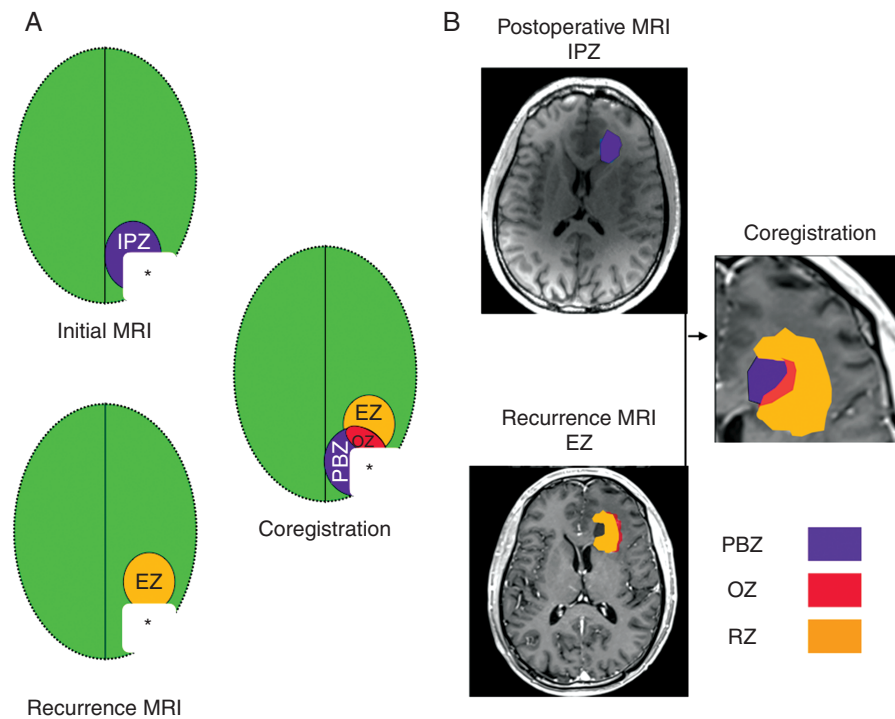 A
IPZ
*
Initial MRI
EZ
*
Recurrence MRI
EZ
OZ
PBZ
*
Coregistration
B
Postoperative MRI
IPZ
Recurrence MRI
EZ
Coregistration
PBZ
OZ
RZ